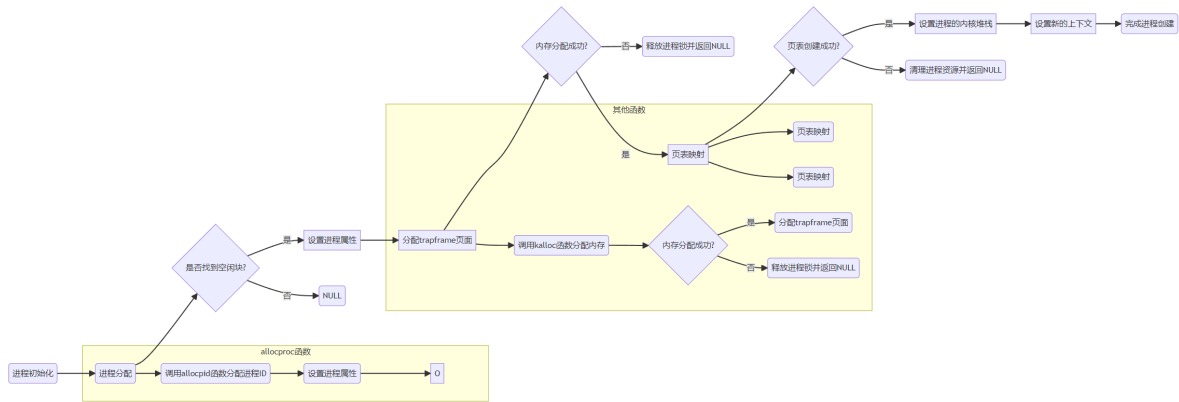 是
设置进程的内核堆栈
设置新的上下文
完成进程创建
内存分配成功?
否
释放进程锁并返回NULL
页表创建成功?
否
清理进程资源并返回NULL
其他函数
页表映射
是
页表映射
页表映射
是
分配trapframe页面
是
设置进程属性
分配trapframe页面
调用kalloc函数分配内存
内存分配成功?
是否找到空闲块?
否
释放进程锁并返回NULL
否
NULL
allocproc函数
进程初始化
进程分配
调用allocpid函数分配进程ID
设置进程属性
O